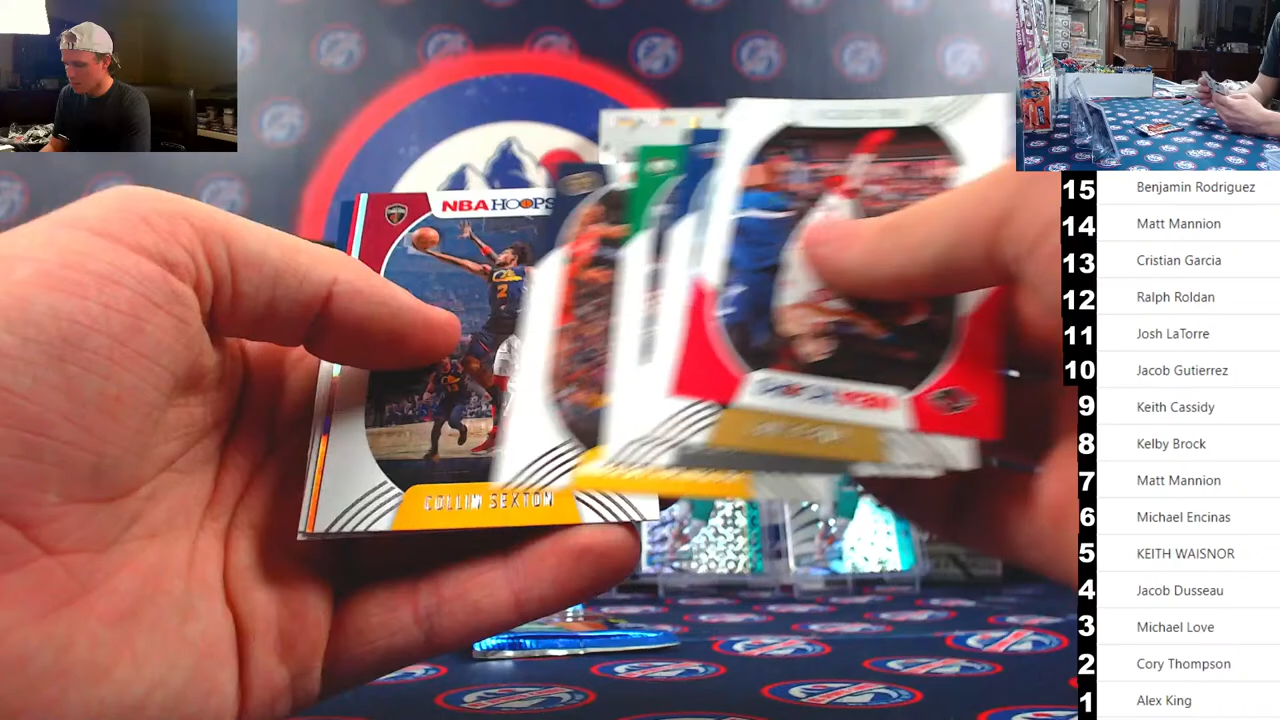 NBA HOOPS
2
COLLIN SEXTON
15 Benjamin Rodriguez
14 Matt Mannion
13 Cristian Garcia
12 Ralph Roldan
11 Josh LaTorre
10 Jacob Gutierrez
9 Keith Cassidy
8 Kelby Brock
7 Matt Mannion
6 Michael Encinas
5 KEITH WAISNOR
4 Jacob Dusseau
3 Michael Love
2 Cory Thompson
1 Alex King